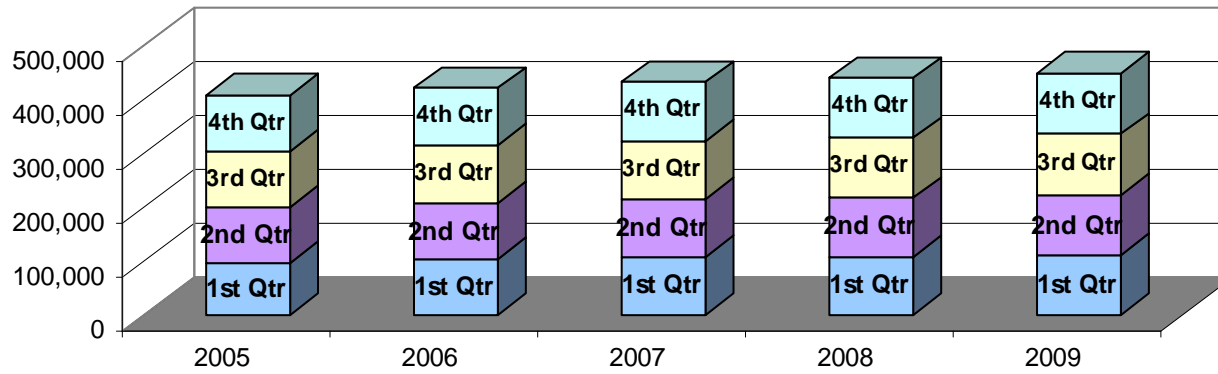 500,000
400,000
300,000
200,000
100,000
0
4th Qtr 4th Qtr 4th Qtr 4th Qtr 4th Qtr
3rd Qtr 3rd Qtr 3rd Qtr 3rd Qtr 3rd Qtr
2nd Qtr 2nd Qtr 2nd Qtr 2nd Qtr 2nd Qtr
1st Qtr 1st Qtr 1st Qtr 1st Qtr 1st Qtr
2005 2006 2007 2008 2009